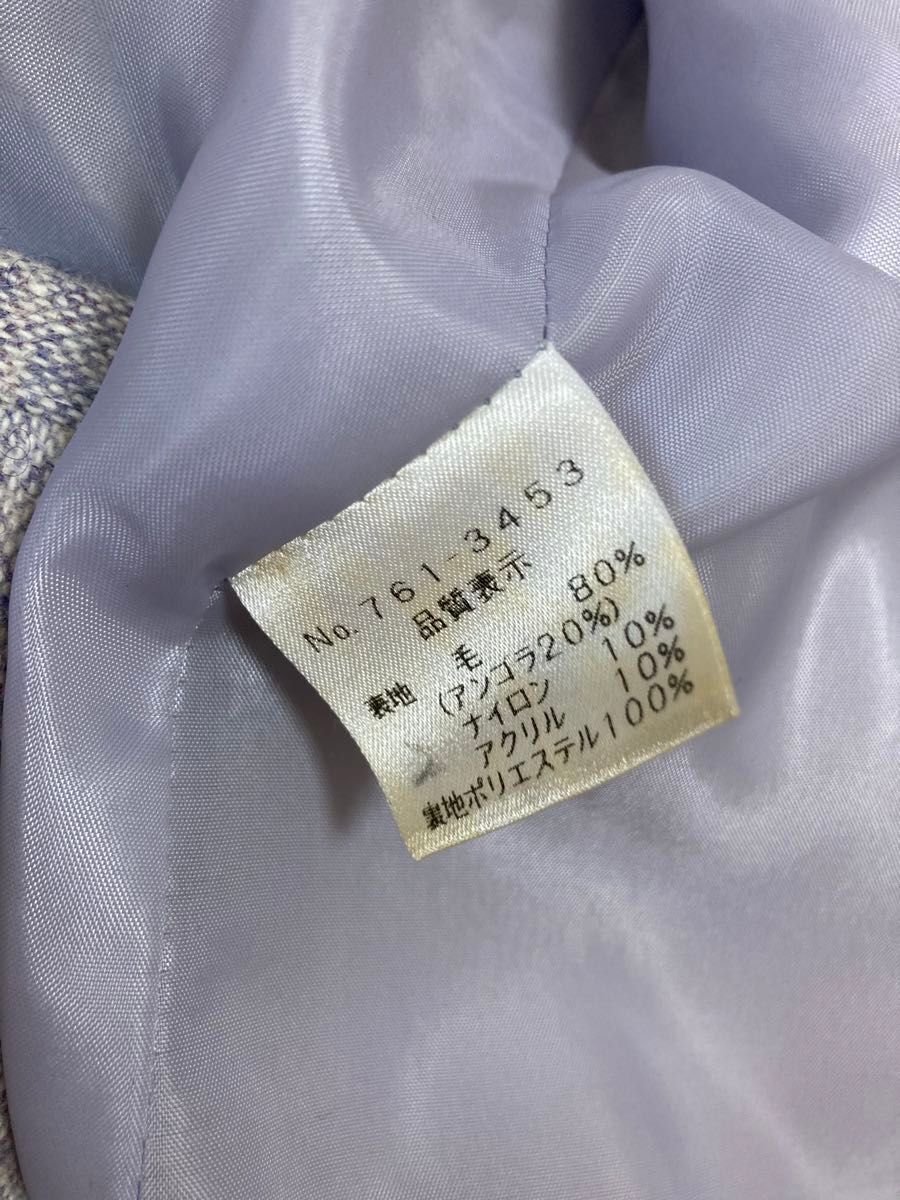 No. 761-3453
品質表示
表地 毛 80%
(アンゴラ20%)
ナイロン 10%
アクリル 10%
裏地ポリエステル100%